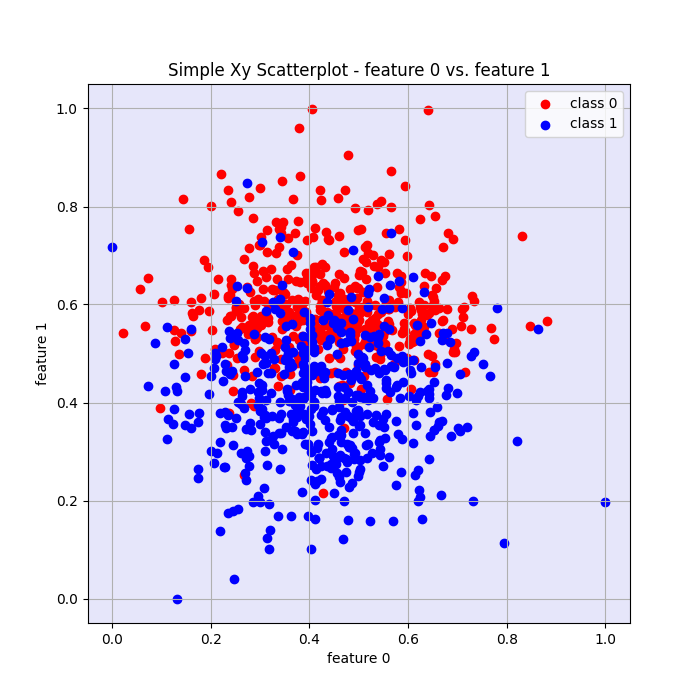 Simple Xy Scatterplot - feature 0 vs. feature 1
class 0
class 1
1.0
0.8
0.6
0.4
0.2
0.0
feature 1
0.0 0.2 0.4 0.6 0.8 1.0
feature 0